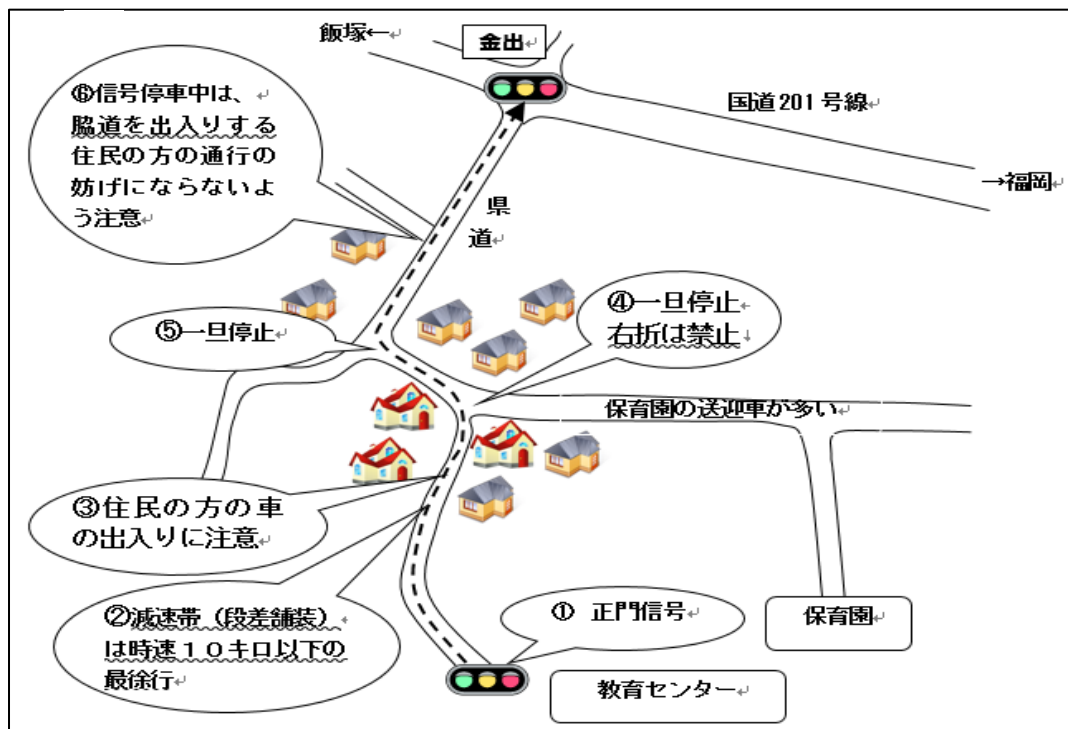 飯塚←
金出
国道201号線
→福岡
⑥信号停車中は、
脇道を出入りする
住民の方の通行の
妨げにならないよ
う注意
県
道
④一旦停止
右折は禁止
⑤一旦停止
保育園の送迎車が多い
③住民の方の車
の出入りに注意
②減速帯（段差舗装）
は時速１０キロ以下の
最徐行
① 正門信号
保育園
教育センター